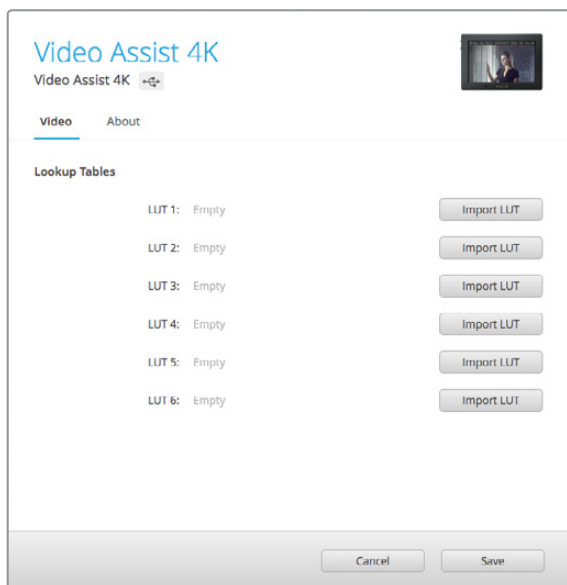 Video Assist 4K
Video Assist 4K
Video About
Lookup Tables
LUT 1: Empty Import LUT
LUT 2: Empty Import LUT
LUT 3: Empty Import LUT
LUT 4: Empty Import LUT
LUT 5: Empty Import LUT
LUT 6: Empty Import LUT
Cancel Save